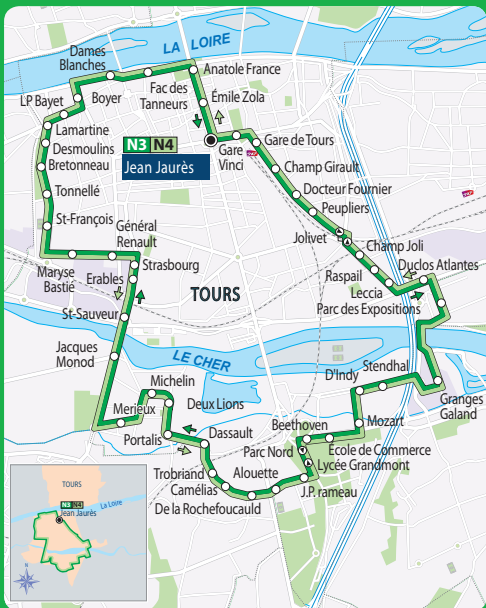 LA LOIRE
Dames
Blanches
Anatole France
Fac des
Tanneurs
LP Bayet
Boyer
Émile Zola
Lamartine
Desmoulins
Bretonneau
N3 N4
Jean Jaurès
Gare
Vinci
Gare de Tours
Champ Girault
Docteur Fournier
Peupliers
Tonnellé
St-François
Général
Renault
Jolivet
Champ Joli
Maryse
Bastié
Erables
Strasbourg
Raspail
Duclos Atlantes
Leccia
Parc des Expositions
TOURS
St-Sauveur
LE CHER
Jacques
Monod
Michelin
D'Indy
Stendhal
Granges
Galand
Merieux
Deux Lions
Beethoven
Mozart
Portalis
Dassault
Parc Nord
École de Commerce
Lycée Grandmont
Trobriand
Camélias
Alouette
J.P. rameau
De la Rochefoucauld
TOURS
La Loire
N3 N4
Jean Jaurès